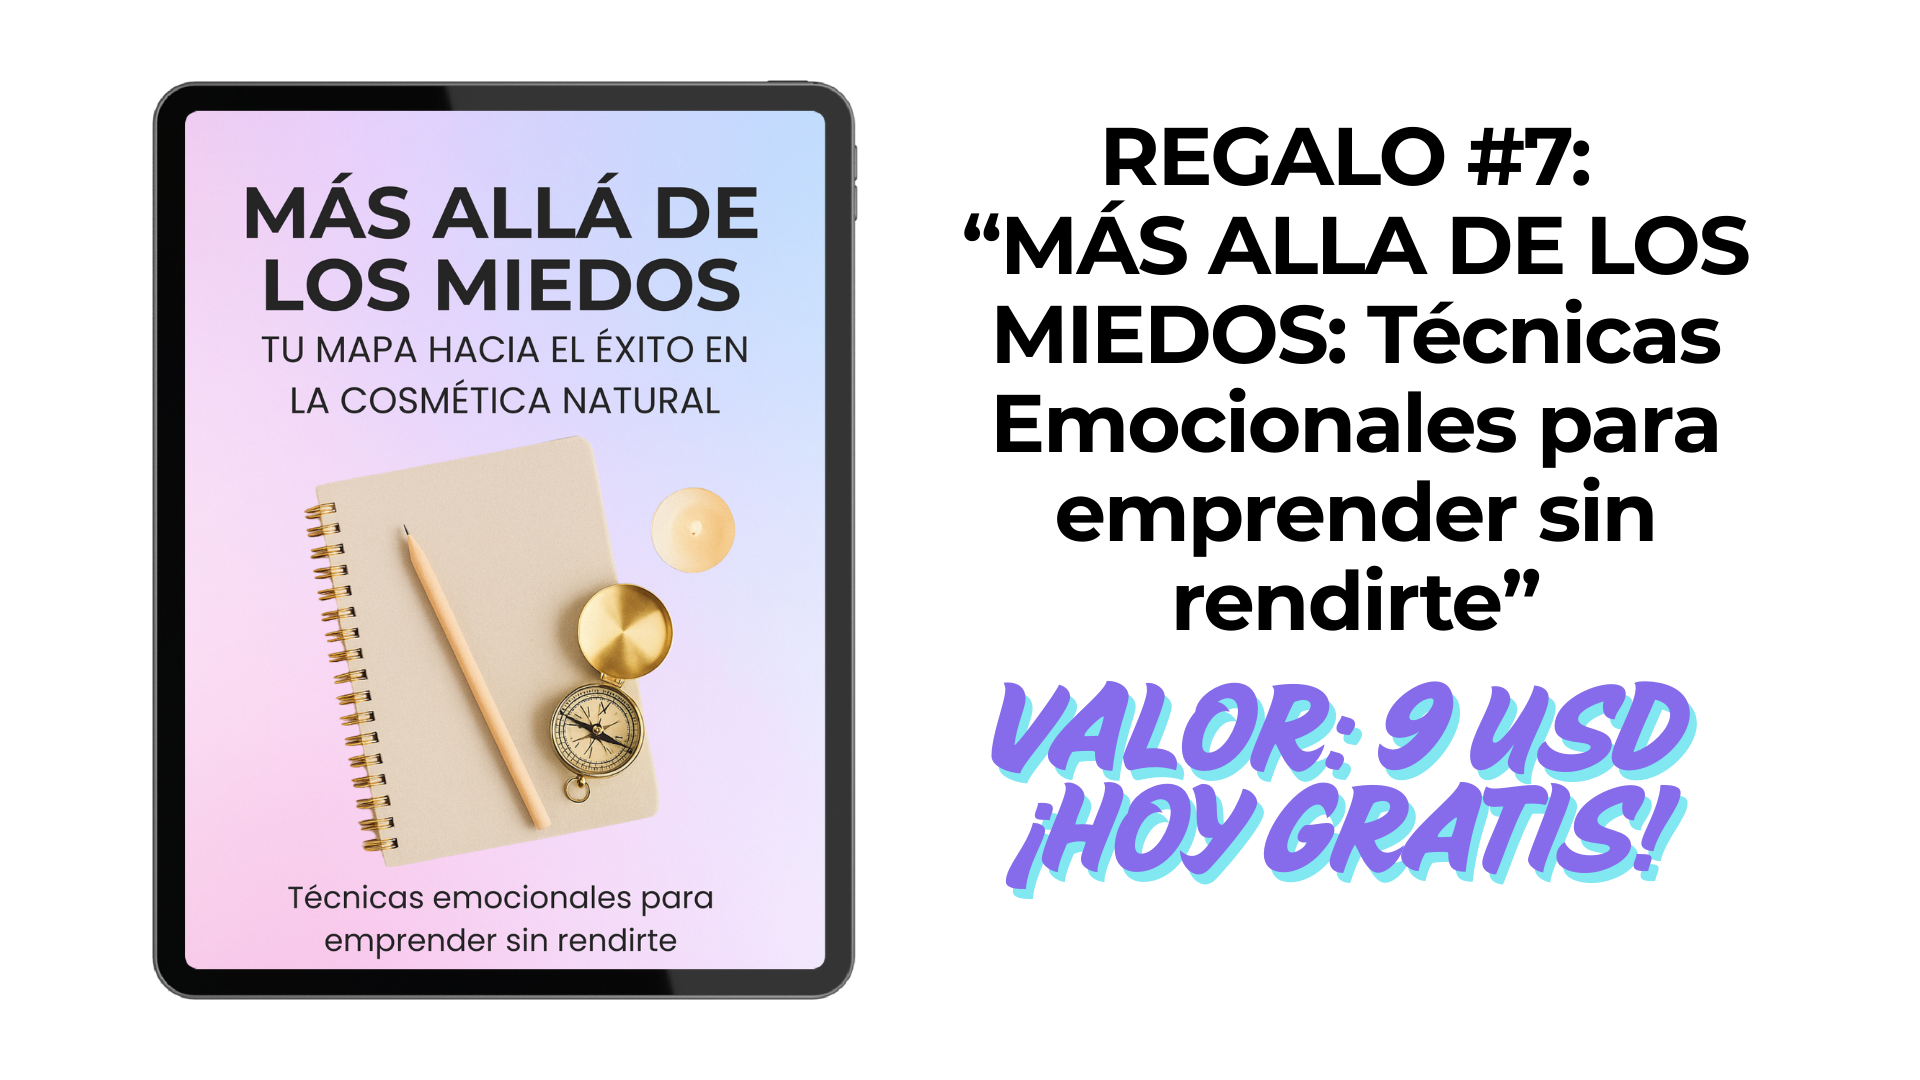 MÁS ALLÁ DE
LOS MIEDOS
TU MAPA HACIA EL ÉXITO EN
LA COSMÉTICA NATURAL
Técnicas emocionales para
emprender sin rendirte
REGALO #7:
“MÁS ALLA DE LOS
MIEDOS: Técnicas
Emocionales para
emprender sin
rendirte”
VALOR: 9 USD
¡HOY GRATIS!